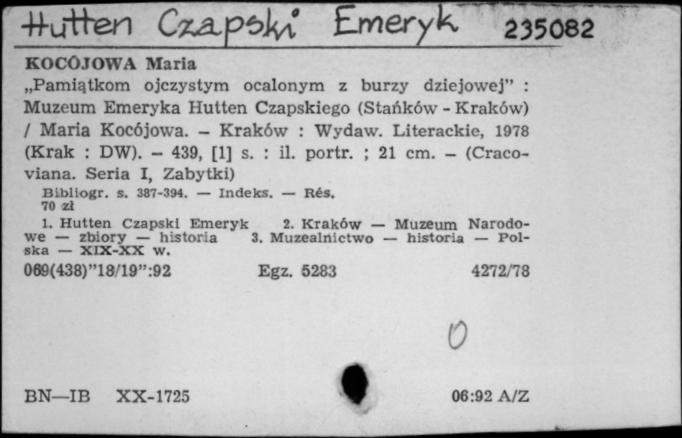 Hutten Czapski Emeryk 235082
KOCÓJOWA Maria
„Pamiątkom ojczystym ocalonym z burzy dziejowej” :
Muzeum Emeryka Hutten Czapskiego (Stańków - Kraków)
/ Maria Kocójowa. — Kraków : Wydaw. Literackie, 1978
(Krak : DW). — 439, [1] s. : il. portr. ; 21 cm. — (Craco-
viana. Seria I, Zabytki)
Bibliogr. s. 387-394. — Indeks. — Rés.
70 zł
1. Hutten Czapski Emeryk 2. Kraków — Muzeum Narodo-
we — zbiory — historia 3. Muzealnictwo — historia — Pol-
ska — XIX-XX w.
069(438)”18/19”:92 Egz. 5283 4272/78
0
BN—IB XX-1725 06:92 A/Z